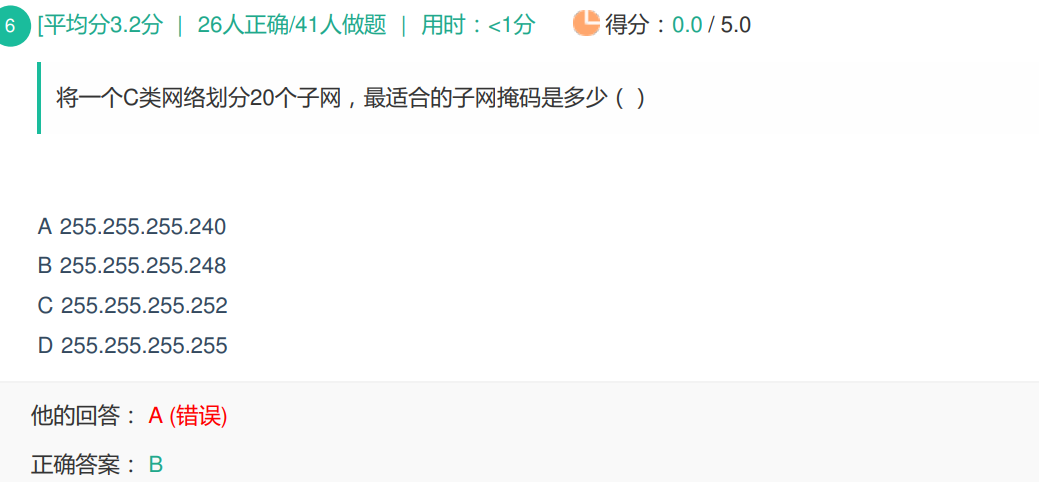 6 [平均分3.2分 | 26人正确/41人做题 | 用时：<1分 得分：0.0 / 5.0
将一个C类网络划分20个子网，最适合的子网掩码是多少（ ）
A 255.255.255.240
B 255.255.255.248
C 255.255.255.252
D 255.255.255.255
他的回答： A (错误)
正确答案： B